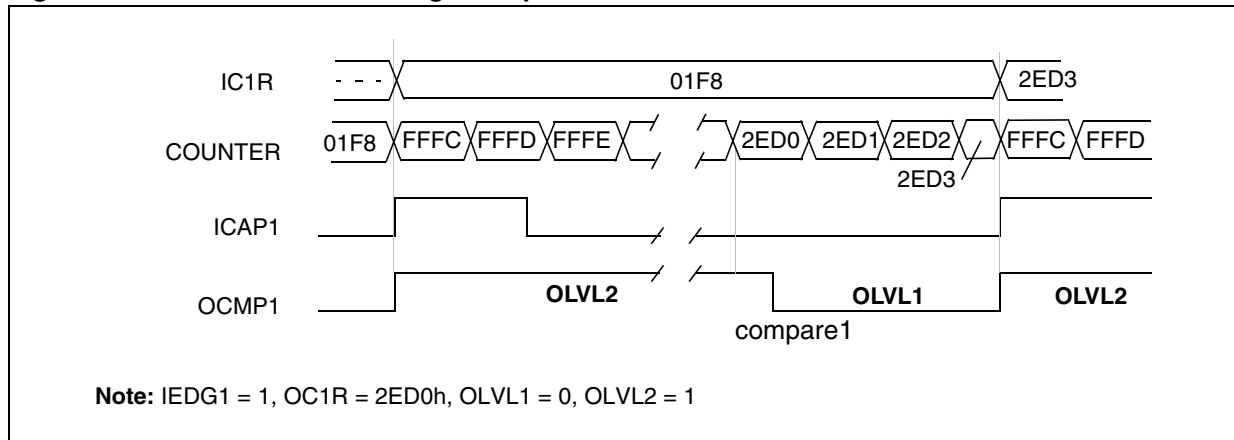 IC1R - - - 01F8 2ED3
COUNTER 01F8 FFFC FFFD FFFE 2ED0 2ED1 2ED2 FFFC FFFD
2ED3
ICAP1
OCMP1 OLVL2 OLVL1 OLVL2
compare1
Note: IEDG1 = 1, OC1R = 2ED0h, OLVL1 = 0, OLVL2 = 1